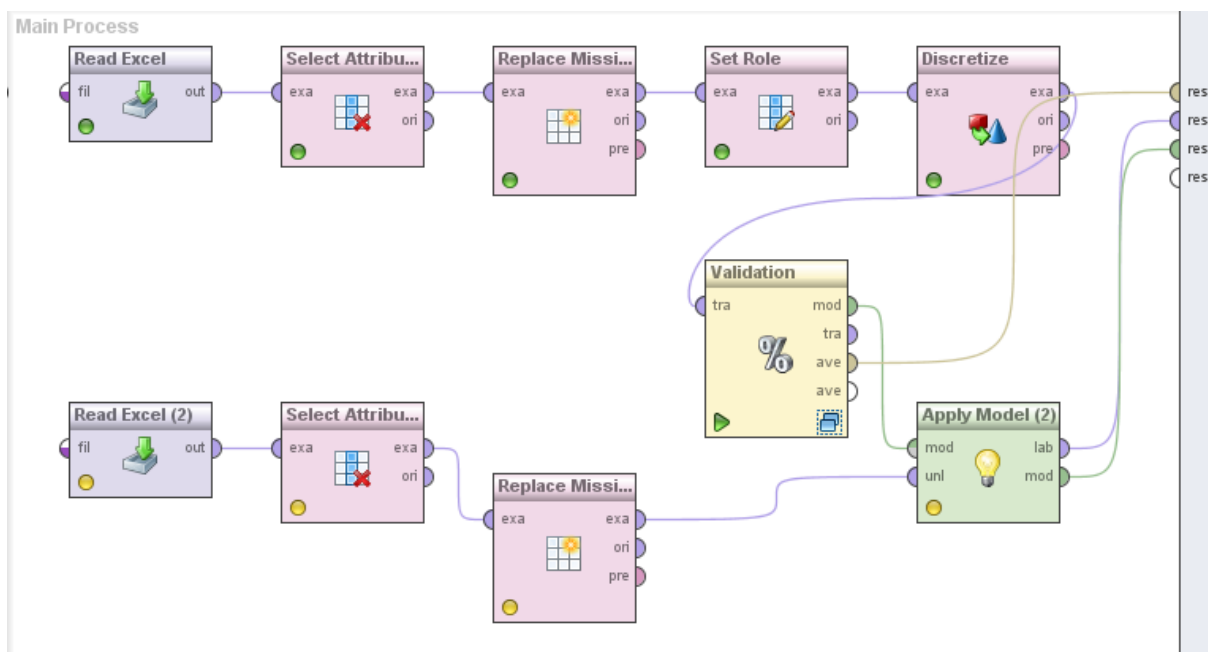 Main Process
Read Excel
fil out
Select Attribu...
exa exa
ori
Replace Missi...
exa exa
ori
pre
Set Role
exa exa
ori
Discretize
exa exa
ori
pre
res
res
res
res
Validation
tra mod
tra
%
ave
ave
Read Excel (2)
fil out
Select Attribu...
exa exa
ori
Replace Missi...
exa exa
ori
pre
Apply Model (2)
mod lab
unl mod